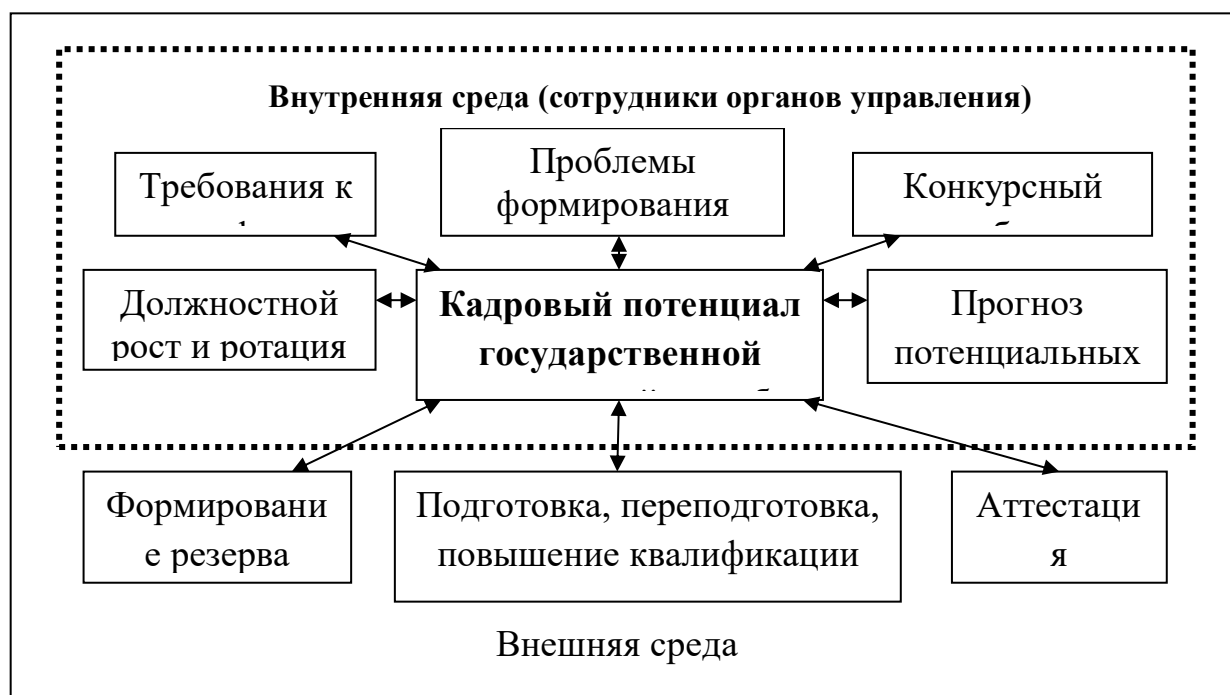 Внутренняя среда (сотрудники органов управления)
Требования к
Проблемы
формирования
Конкурсный
Должностной
рост и ротация
Кадровый потенциал
государственной
Прогноз
потенциальных
Формировани
е резерва
Подготовка, переподготовка,
повышение квалификации
Аттестаци
я
Внешняя среда